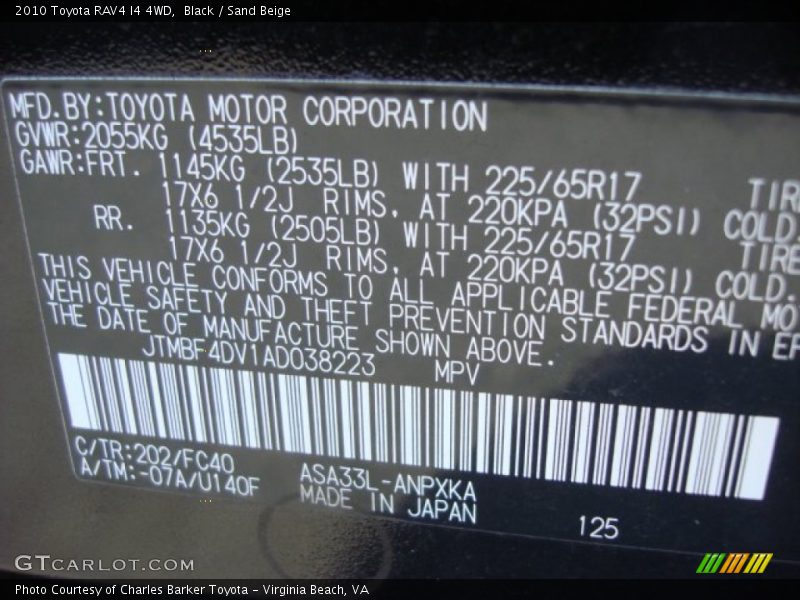 2010 Toyota RAV4 I4 4WD, Black / Sand Beige
MFD.BY:TOYOTA MOTOR CORPORATION
GVWR:2055KG (4535LB)
GAWR:FRT. 1145KG (2535LB) WITH 225/65R17
17X6 1/2J RIMS. AT 220KPA (32PSI) COLD.
RR. 1135KG (2505LB) WITH 225/65R17 TIRE
17X6 1/2J RIMS. AT 220KPA (32PSI) COLD.
THIS VEHICLE CONFORMS TO ALL APPLICABLE FEDERAL MO
VEHICLE SAFETY AND THEFT PREVENTION STANDARDS IN EF
THE DATE OF MANUFACTURE SHOWN ABOVE.
JTMBF4DV1AD038223 MPV
C/TR:202/FC40 ASA33L-ANPXKA
A/TM:-07A/U140F MADE IN JAPAN
125
GTCARLOT.COM
Photo Courtesy of Charles Barker Toyota - Virginia Beach, VA